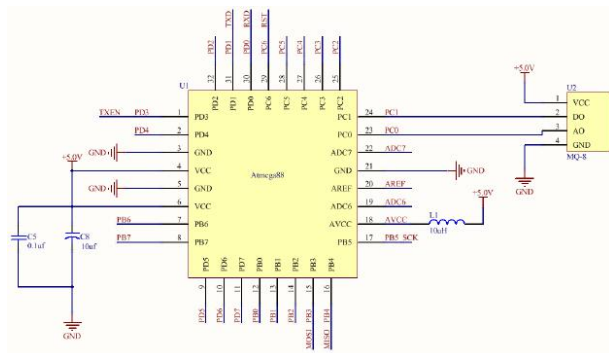 TXD
RXD
RST
PD2
PD1
PD0
PC6
PC5
PC4
PC3
PC2
32
31
30
29
28
27
26
25
U1
PD2
PD1
PD0
PC6
PC5
PC4
PC3
PC2
TXEN PD3 1 PD3
PD4 2 PD4
GND 3 GND
+5.0V 4 VCC
GND 5 GND
6 VCC
PB6 7 PB6
PB7 8 PB7
Atmega88
PC1 24 PC1
PC0 23 PC0
ADC7 22 ADC7
GND 21 GND
AREF 20 AREF
ADC6 19 ADC6
AVCC 18 AVCC
PB5 17 PB5 SCK
L1
10uH
+5.0V
+5.0V
U2
1 VCC
2 DO
3 AO
4 GND
MQ-8
GND
C5
0.1uf
C8
10uf
GND
PD5
PD6
PD7
PB0
PB1
PB2
PB3
PB4
9
10
11
12
13
14
15
16
PD5
PD6
PD7
PB0
PB1
PB2
MOSI PB3
MISO PB4